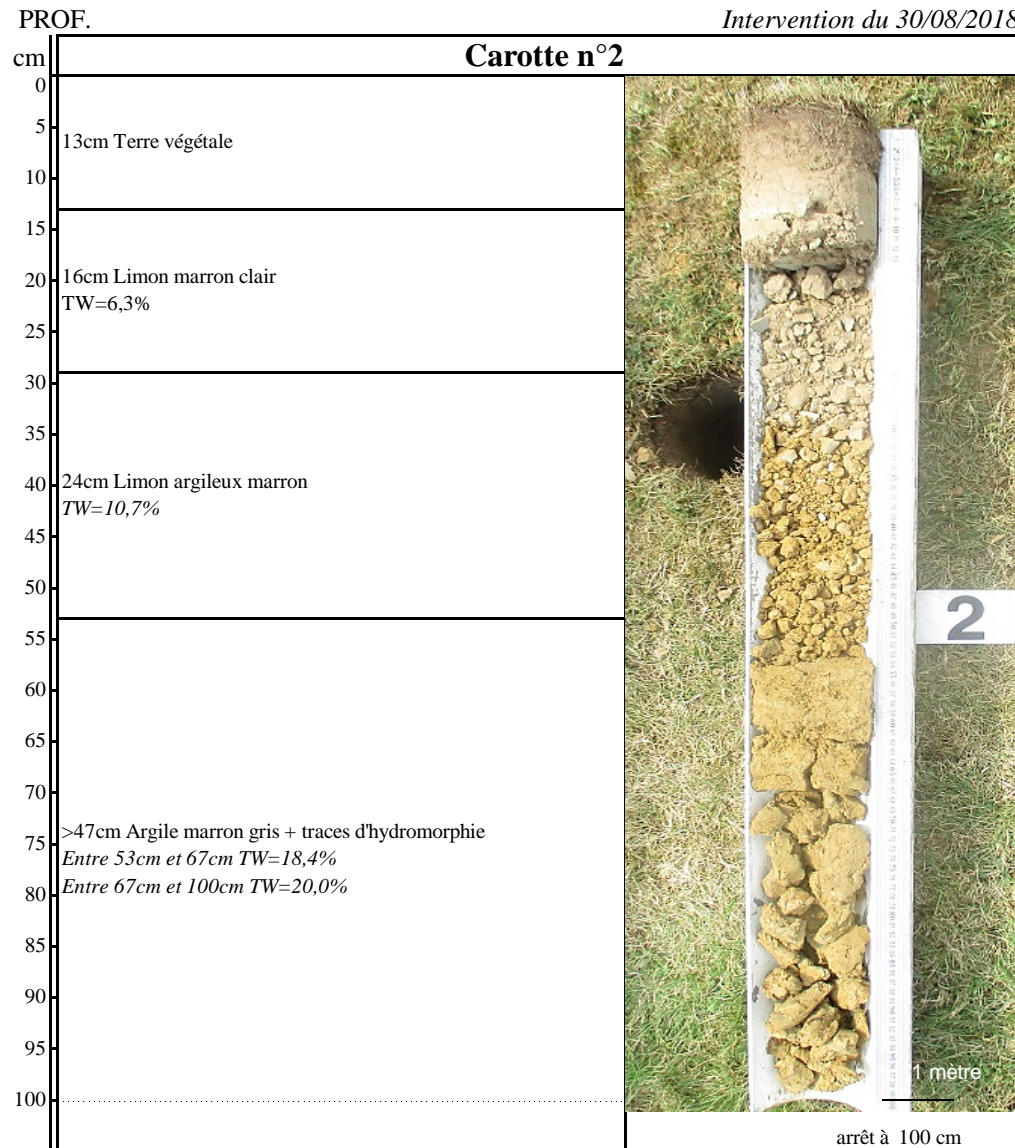 PROF.
Intervention du 30/08/2018
cm
Carotte n°2
0
5
13cm Terre végétale
10
15
16cm Limon marron clair
20
TW=6,3%
25
30
35
24cm Limon argileux marron
40
TW=10,7%
45
50
2
55
60
65
70
>47cm Argile marron gris + traces d'hydromorphie
75
Entre 53cm et 67cm TW=18,4%
80
Entre 67cm et 100cm TW=20,0%
85
90
95
1 mètre
100
arrêt à 100 cm